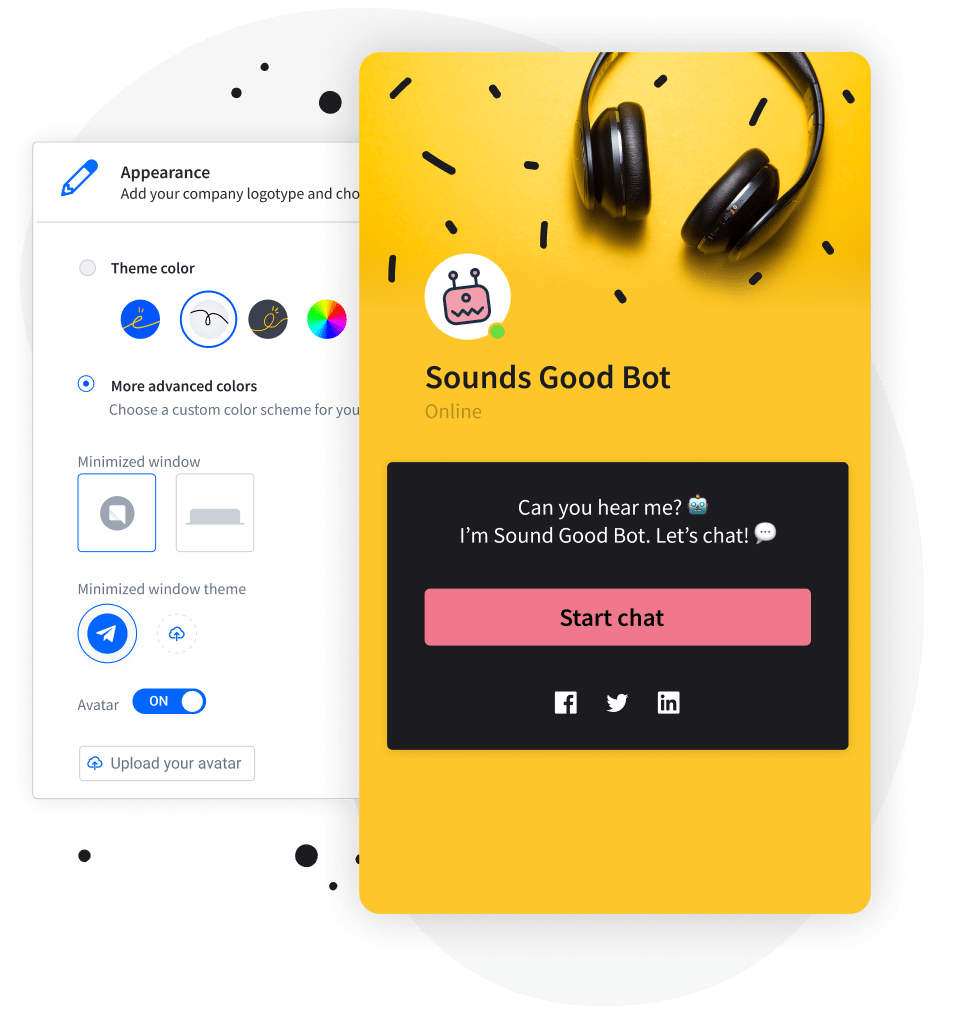 Appearance
Add your company logotype and cho
Theme color
More advanced colors
Choose a custom color scheme for you
Minimized window
Minimized window theme
Avatar
ON
Upload your avatar
Sounds Good Bot
Online
Can you hear me? 🤖
I’m Sound Good Bot. Let’s chat! 💬
Start chat